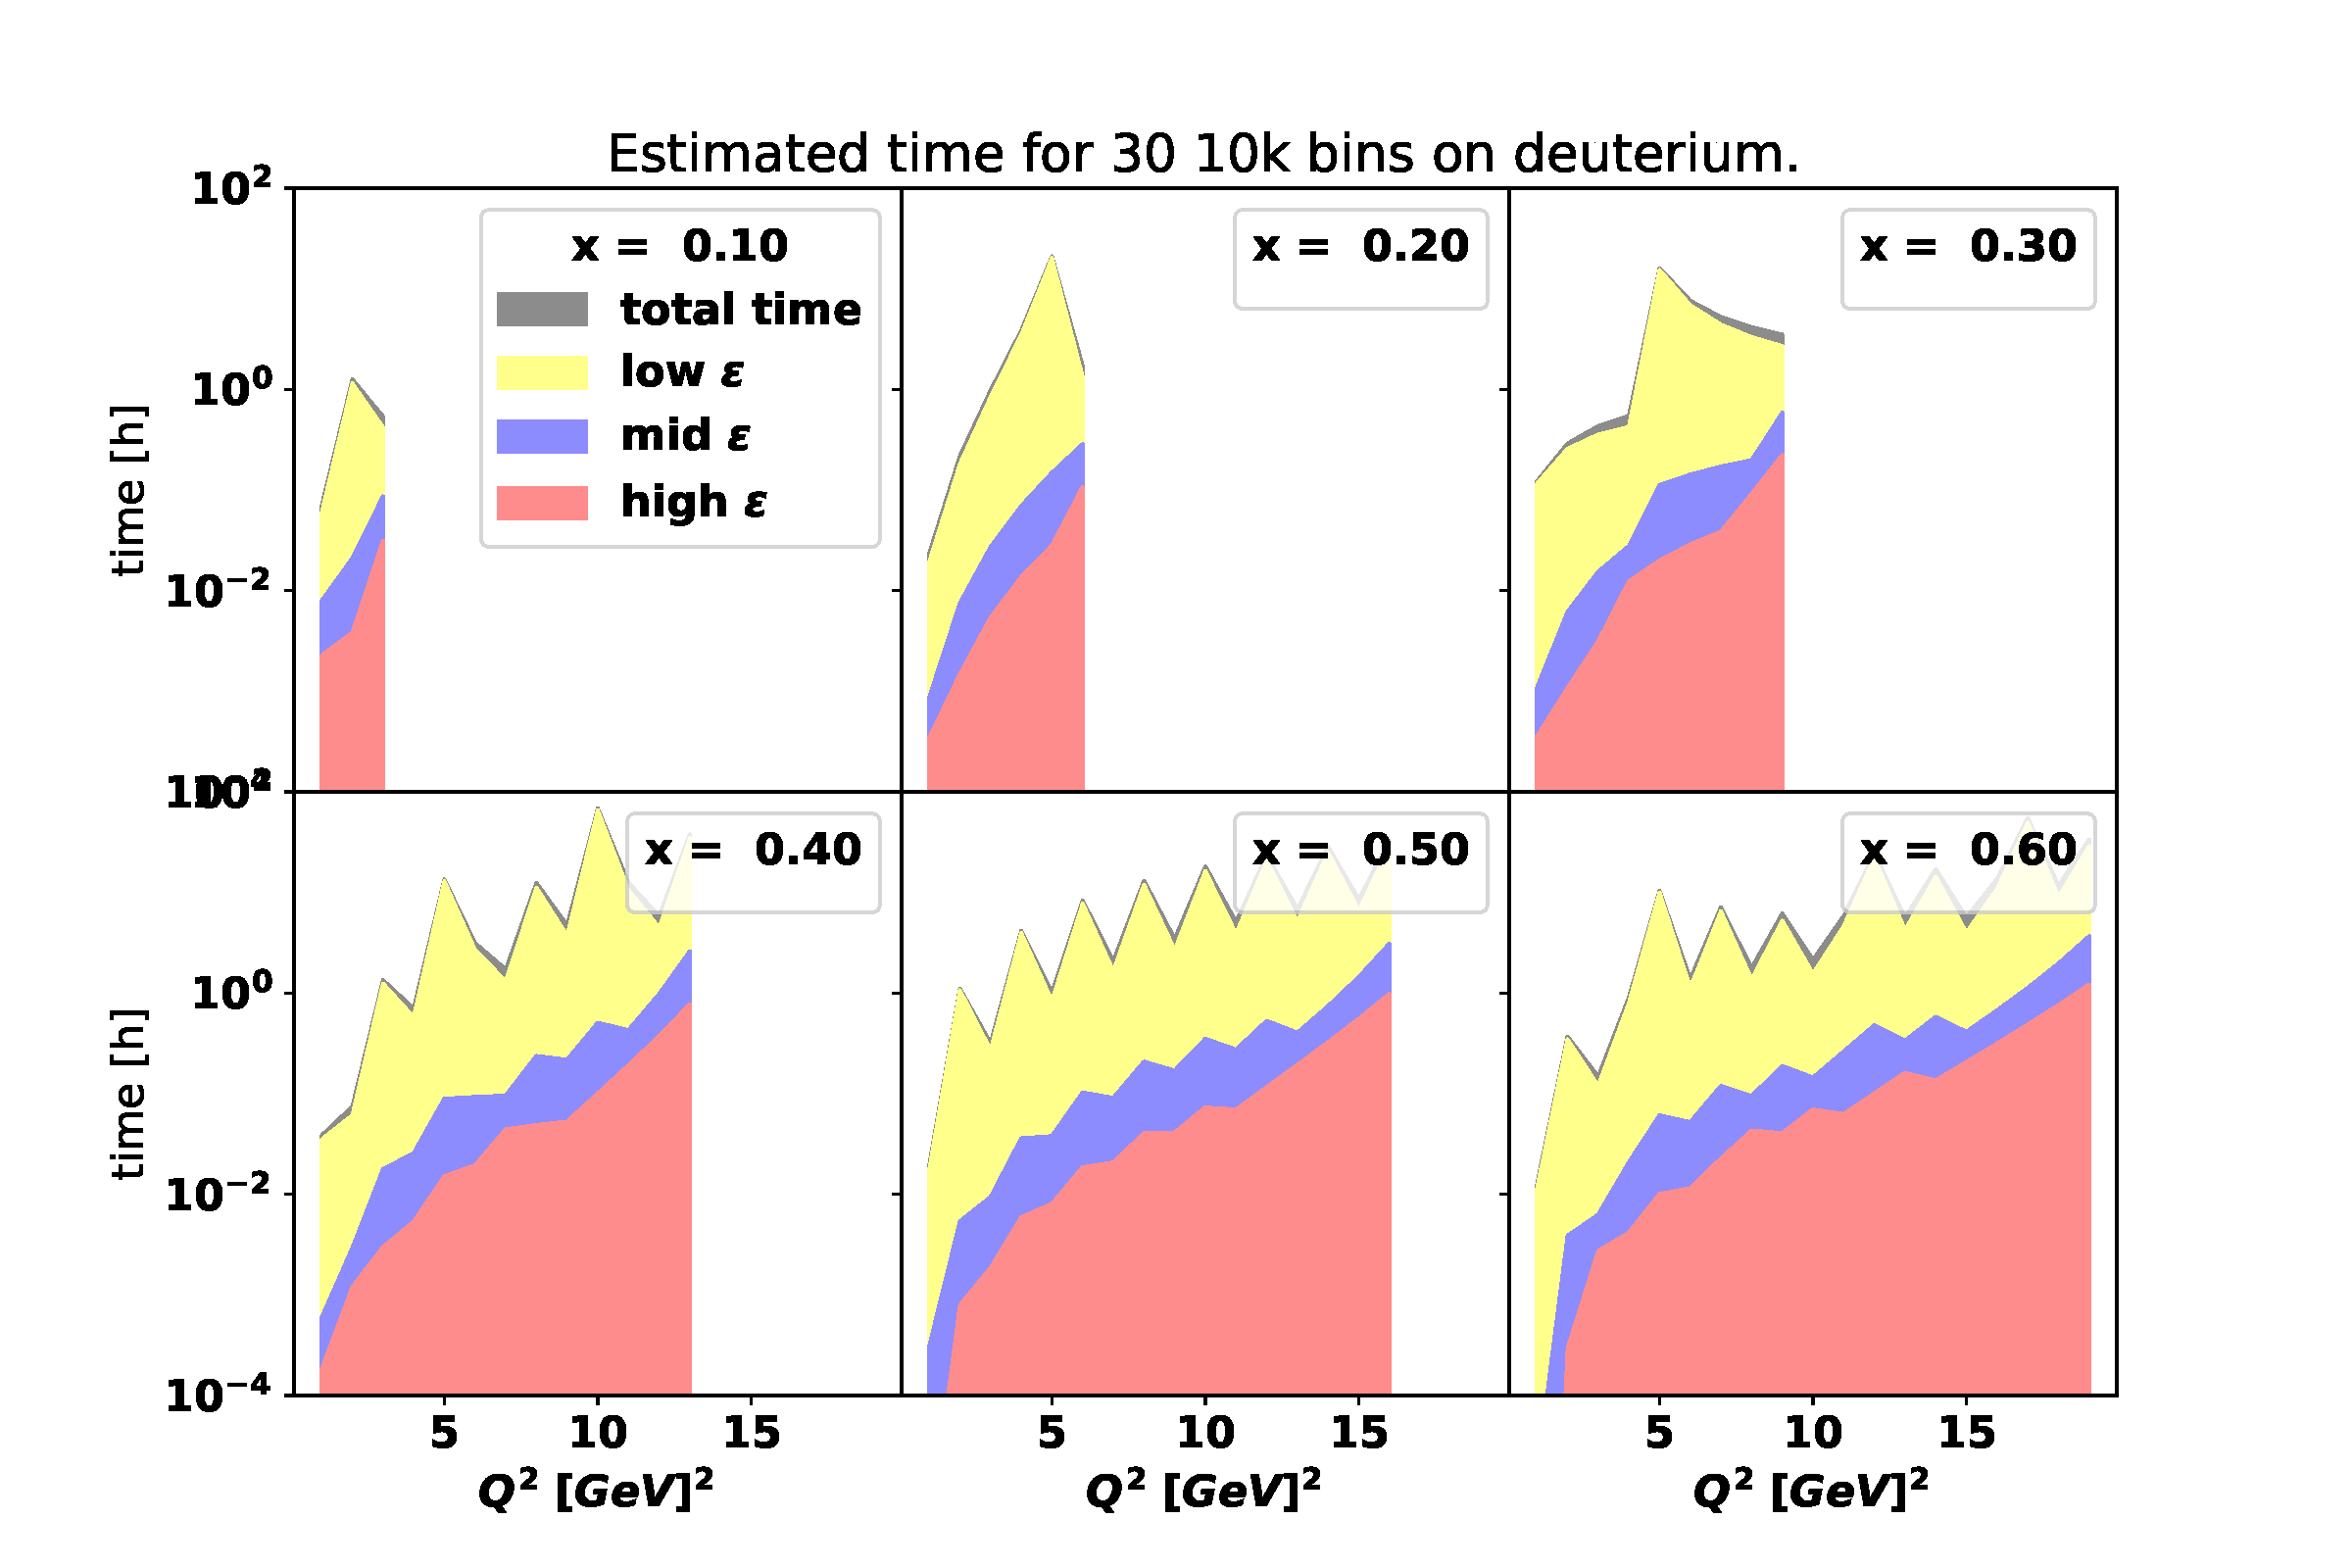 Estimated time for 30 10k bins on deuterium.
10²
10⁰
10⁻²
time [h]
x = 0.10
total time
low ε
mid ε
high ε
x = 0.20
x = 0.30
10²
10⁰
10⁻²
10⁻⁴
time [h]
x = 0.40
x = 0.50
x = 0.60
5 10 15
5 10 15
5 10 15
Q² [GeV]²
Q² [GeV]²
Q² [GeV]²